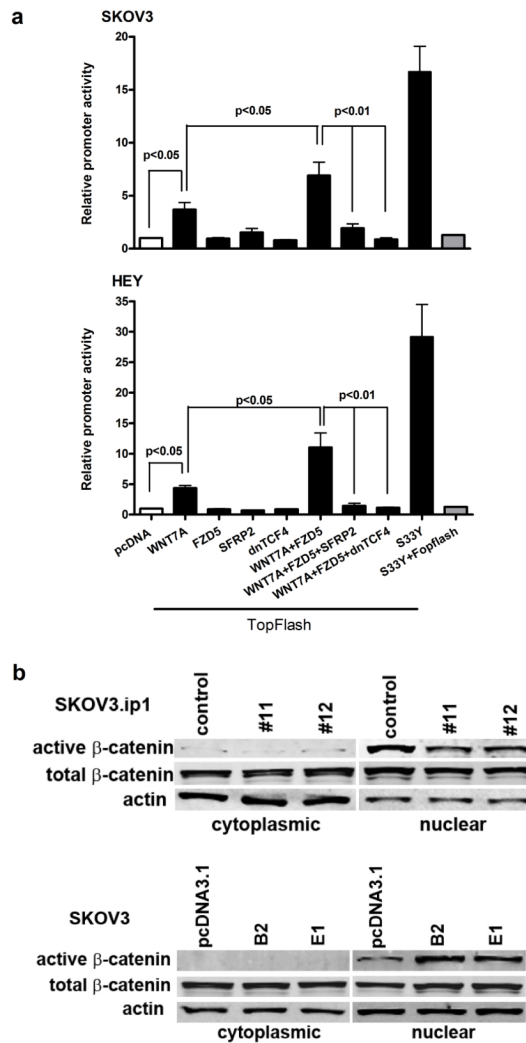 a
SKOV3
Relative promoter activity
20
15
10
5
0
p<0.05
p<0.05
p<0.01
HEY
Relative promoter activity
35
30
25
20
15
10
5
0
p<0.05
p<0.05
p<0.01
pcDNA
WNT7A
FZD5
SFRP2
dnTCF4
WNT7A+FZD5
WNT7A+FZD5+SFRP2
WNT7A+FZD5+dnTCF4
S33Y
S33Y+Fopflash
TopFlash
b
SKOV3.ip1
control #11 #12 control #11 #12
active β-catenin
total β-catenin
actin
cytoplasmic nuclear
SKOV3
pcDNA3.1 B2 E1 pcDNA3.1 B2 E1
active β-catenin
total β-catenin
actin
cytoplasmic nuclear